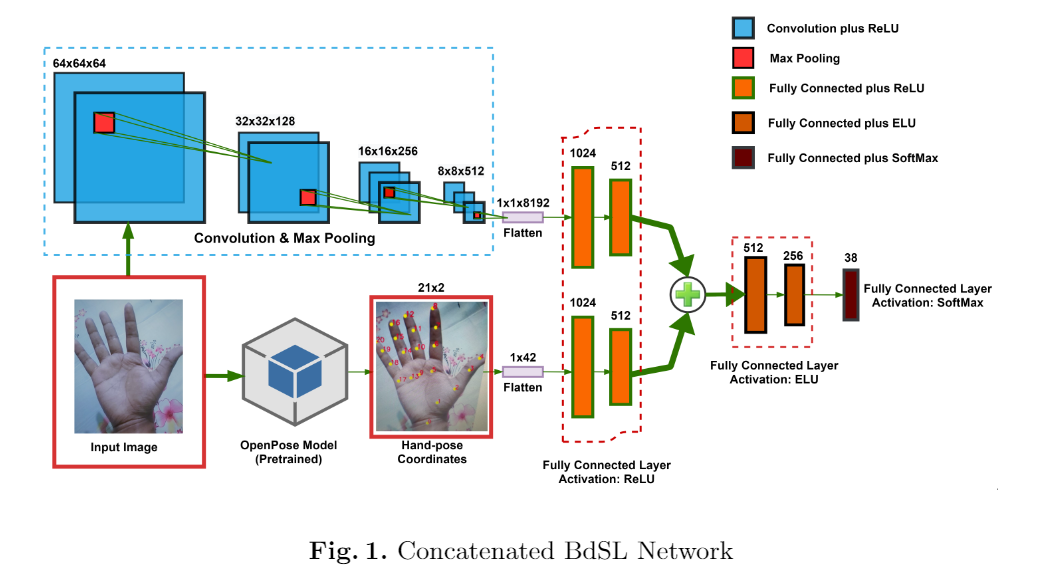 Convolution plus ReLU
Max Pooling
Fully Connected plus ReLU
Fully Connected plus ELU
Fully Connected plus SoftMax
64x64x64
32x32x128
16x16x256
8x8x512
Convolution & Max Pooling
1x1x8192
Flatten
1024
512
Input Image
OpenPose Model
(Pretrained)
21x2
Hand-pose
Coordinates
1x42
Flatten
1024
512
Fully Connected Layer
Activation: ReLU
512
256
Fully Connected Layer
Activation: ELU
38
Fully Connected Layer
Activation: SoftMax
Fig. 1. Concatenated BdSL Network